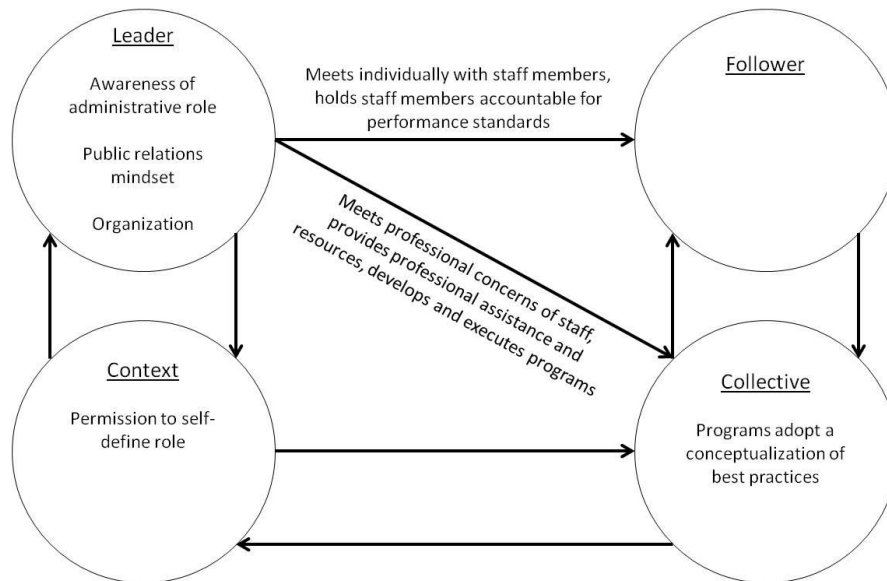 Leader
Awareness of
administrative role
Public relations
mindset
Organization
Meets individually with staff members,
holds staff members accountable for
performance standards
Follower
Meets professional concerns of staff,
provides professional assistance and
resources, develops and executes programs
Context
Permission to self-
define role
Collective
Programs adopt a
conceptualization of
best practices